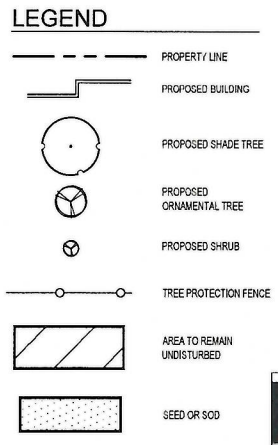 LEGEND
PROPERTY LINE
PROPOSED BUILDING
PROPOSED SHADE TREE
PROPOSED
ORNAMENTAL TREE
PROPOSED SHRUB
TREE PROTECTION FENCE
AREA TO REMAIN
UNDISTURBED
SEED OR SOD